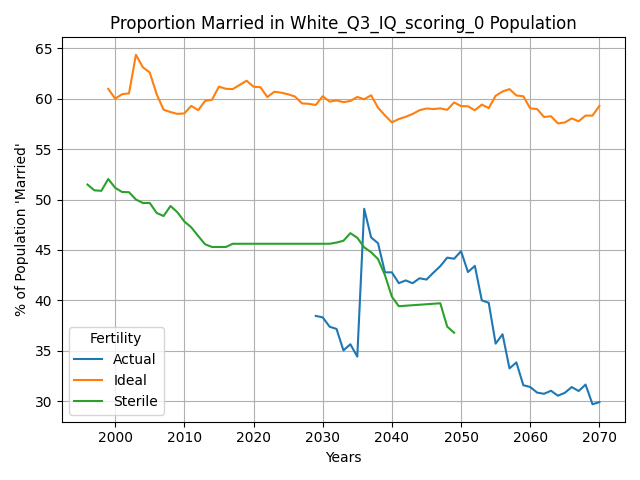 Proportion Married in White_Q3_IQ_scoring_0 Population
% of Population 'Married'
65
60
55
50
45
40
35
30
Fertility
Actual
Ideal
Sterile
2000 2010 2020 2030 2040 2050 2060 2070
Years